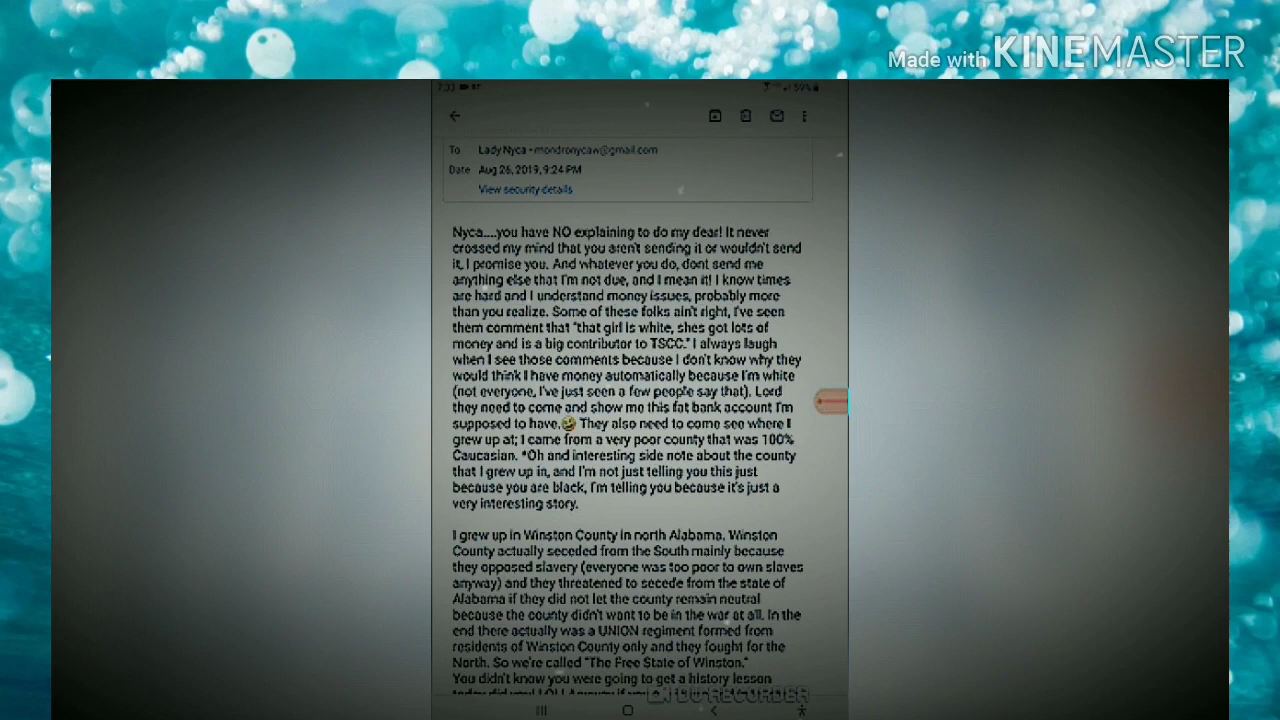 Made with KINEMASTER
7:33
59%
To Lady Nyca - mondronycaw@gmail.com
Date Aug 26, 2019, 9:24 PM
View security details
Nyca....you have NO explaining to do my dear! It never
crossed my mind that you aren't sending it or wouldn't send
it, I promise you. And whatever you do, dont send me
anything else that I'm not due, and I mean it! I know times
are hard and I understand money issues, probably more
than you realize. Some of these folks ain't right, I've seen
them comment that "that girl is white, shes got lots of
money and is a big contributor to TSCC." I always laugh
when I see those comments because I don't know why they
would think I have money automatically because I'm white
(not everyone, I've just seen a few people say that). Lord
they need to come and show me this fat bank account I'm
supposed to have.🤣 They also need to come see where I
grew up at; I came from a very poor county that was 100%
Caucasian. *Oh and interesting side note about the county
that I grew up in, and I'm not just telling you this just
because you are black, I'm telling you because it's just a
very interesting story.
I grew up in Winston County in north Alabama. Winston
County actually seceded from the South mainly because
they opposed slavery (everyone was too poor to own slaves
anyway) and they threatened to secede from the state of
Alabama if they did not let the county remain neutral
because the county didn't want to be in the war at all. In the
end there actually was a UNION regiment formed from
residents of Winston County only and they fought for the
North. So we're called "The Free State of Winston."
You didn't know you were going to get a history lesson
today did you! LOL! Anyway if
DU RECORDER